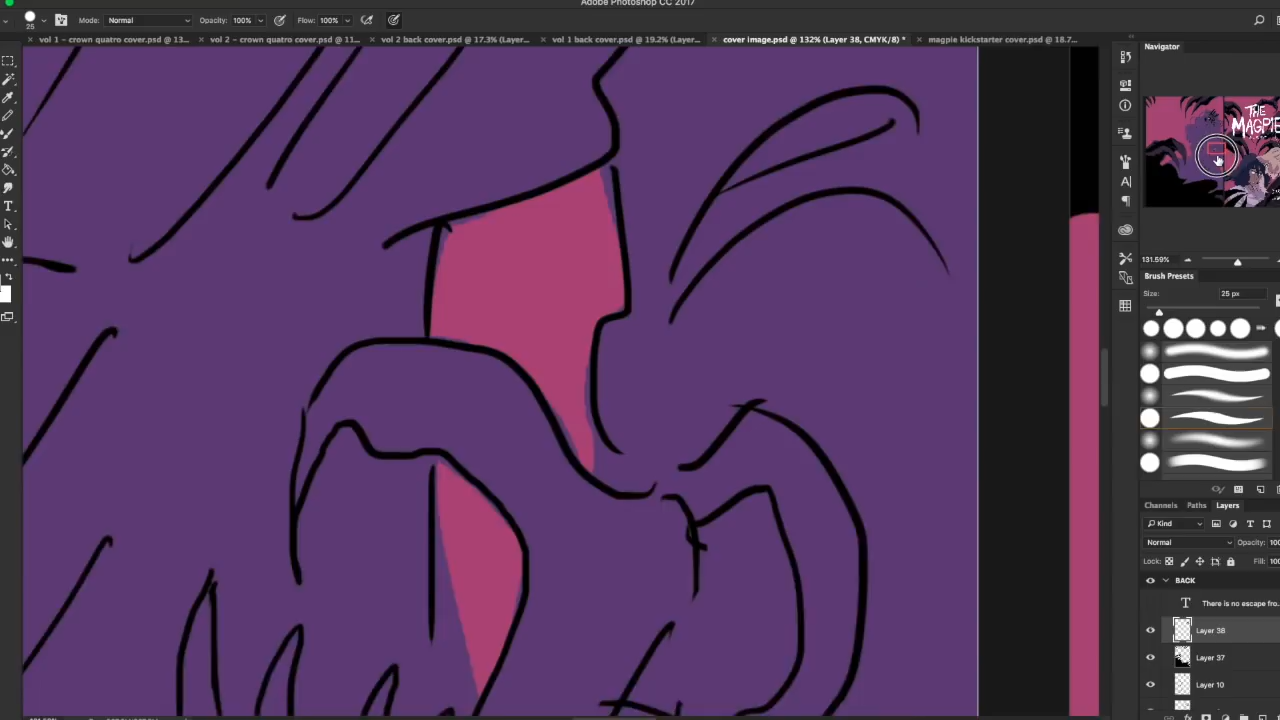 Adobe Photoshop CC 2017
25 Mode: Normal Opacity: 100% Flow: 100%
vol 1 - crown quatro cover.psd @ 13... vol 2 - crown quatro cover.psd @ 11... vol 2 back cover.psd @ 17.3% (Layer... vol 1 back cover.psd @ 19.2% (Layer... cover image.psd @ 132% (Layer 38, CMYK/8) * magpie kickstarter cover.psd @ 18.7...
Navigator
THE
MAGPIE
131.59%
Brush Presets
Size: 25 px
Channels Paths Layers
Kind
Normal Opacity: 100
Lock: Fill: 100
BACK
T There is no escape fro...
Layer 38
Layer 37
Layer 10